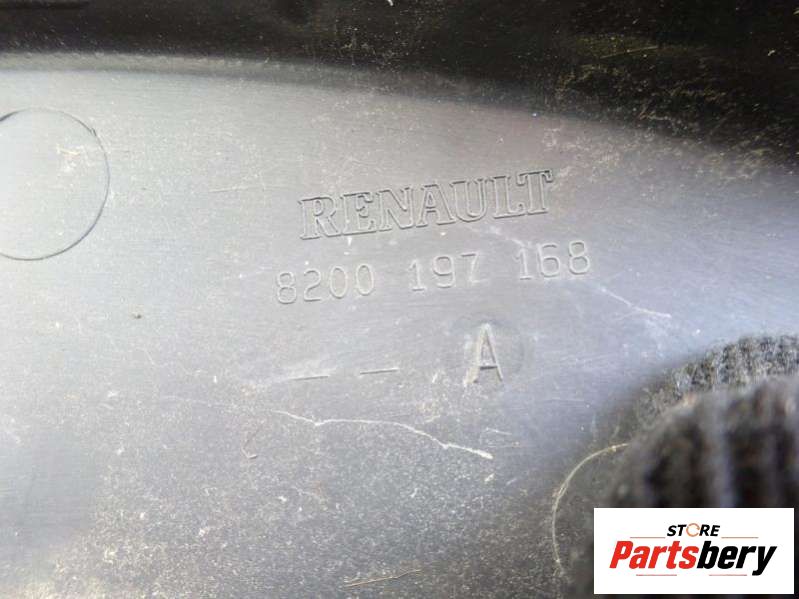 RENAULT
8200 197 168
– – A
STORE
Partsbery